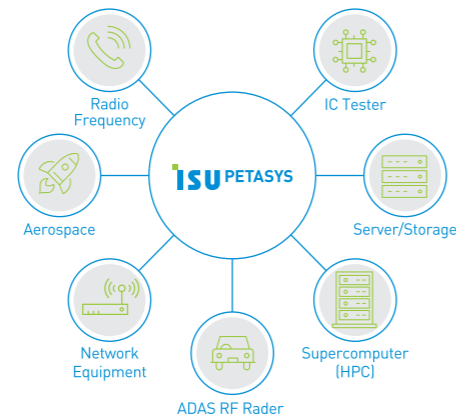 Radio
Frequency
IC Tester
ISU PETASYS
Aerospace
Server/Storage
Network
Equipment
Supercomputer
(HPC)
ADAS RF Rader